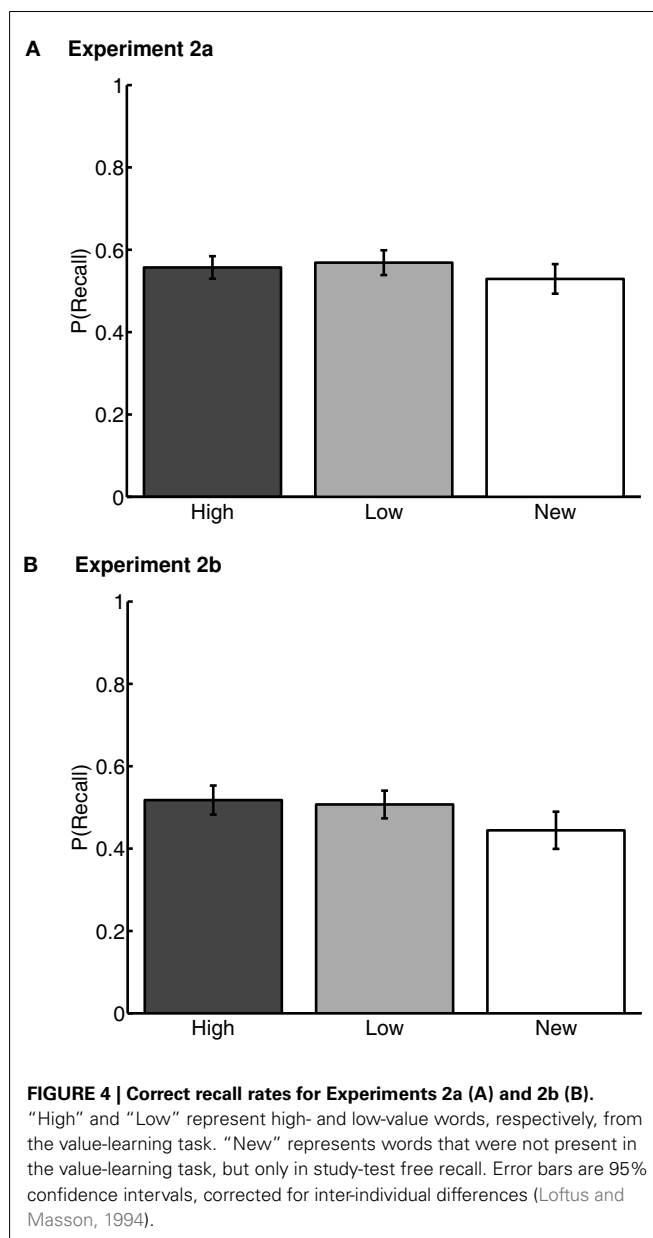 A Experiment 2a
1
0.8
0.6
0.4
0.2
0
P(Recall)
High Low New
B Experiment 2b
1
0.8
0.6
0.4
0.2
0
P(Recall)
High Low New
FIGURE 4 | Correct recall rates for Experiments 2a (A) and 2b (B).
“High” and “Low” represent high- and low-value words, respectively, from
the value-learning task. “New” represents words that were not present in
the value-learning task, but only in study-test free recall. Error bars are 95%
confidence intervals, corrected for inter-individual differences (Loftus and
Masson, 1994).